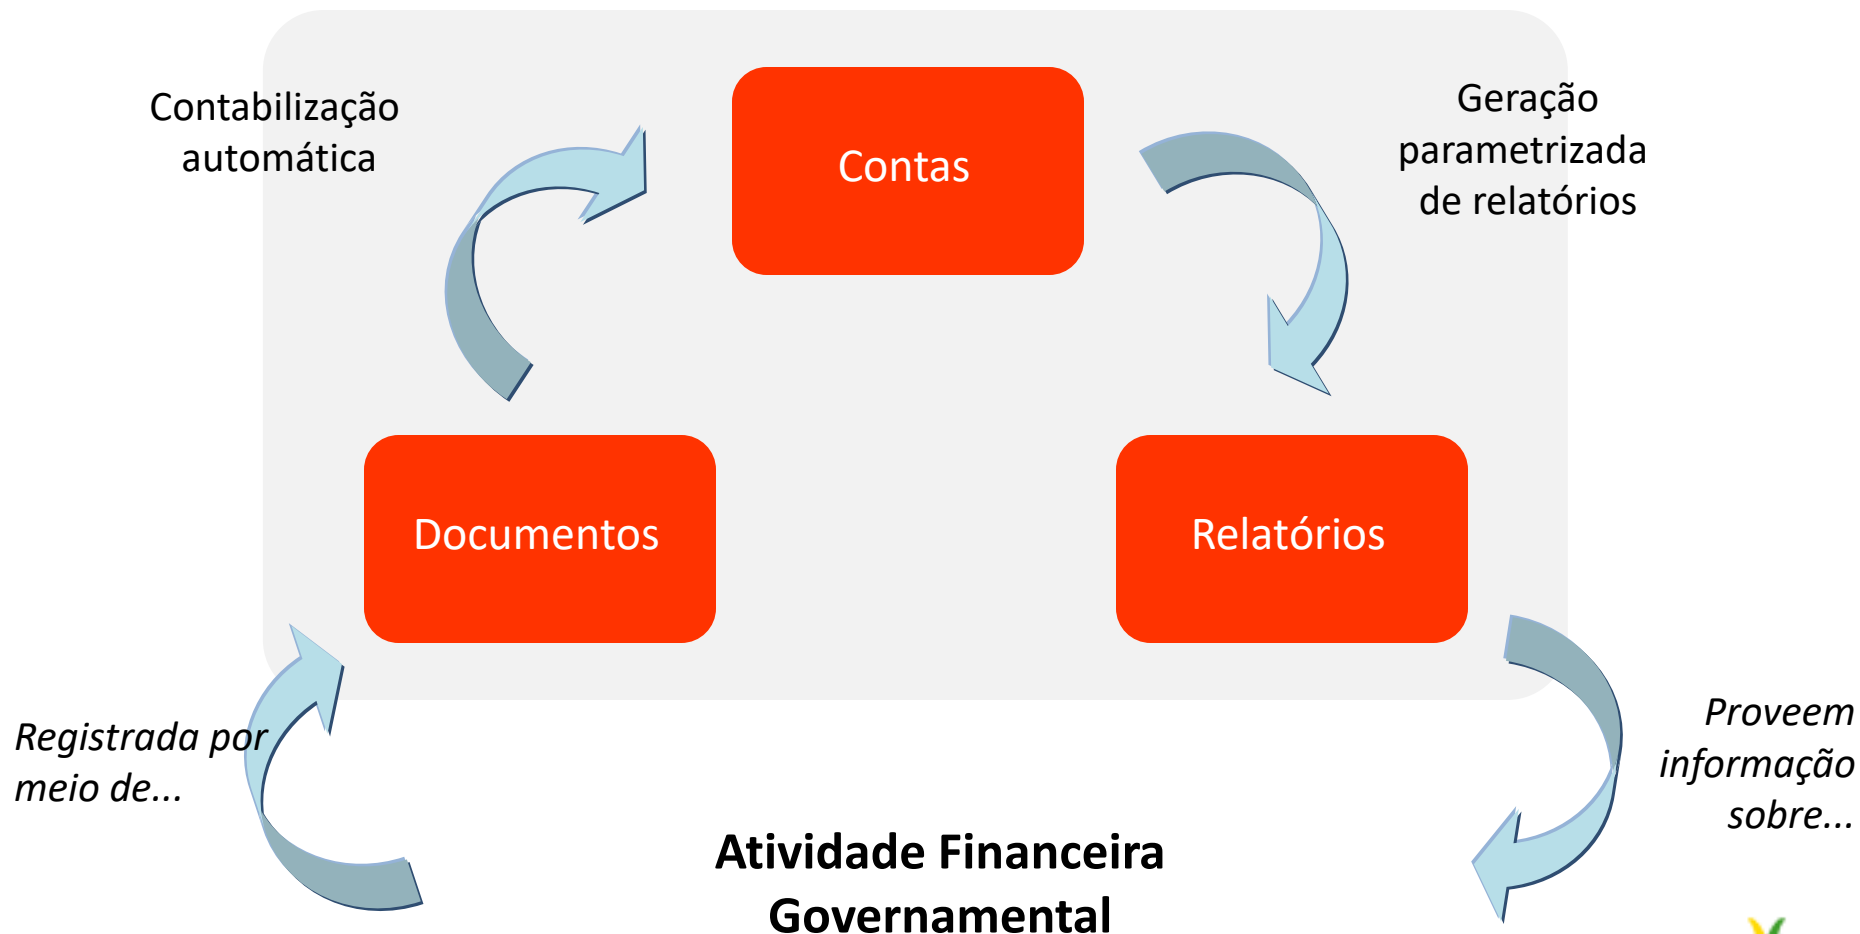 Contabilização
automática
Contas
Geração
parametrizada
de relatórios
Documentos
Relatórios
Registrada por
meio de...
Proveem
informação
sobre...
Atividade Financeira
Governamental